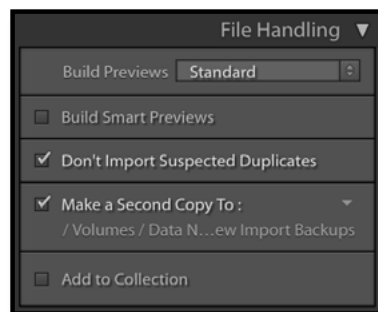 File Handling
Build Previews Standard
Build Smart Previews
Don't Import Suspected Duplicates
Make a Second Copy To :
/ Volumes / Data N...ew Import Backups
Add to Collection